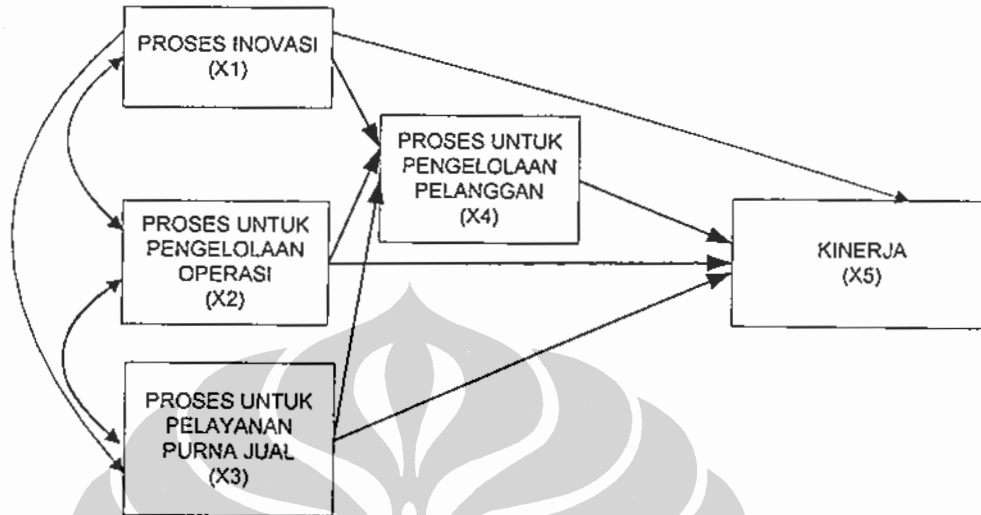 PROSES INOVASI
(X1)
PROSES UNTUK
PENGELOLAAN
PELANGGAN
(X4)
PROSES UNTUK
PENGELOLAAN
OPERASI
(X2)
KINERJA
(X5)
PROSES UNTUK
PELAYANAN
PURNA JUAL
(X3)